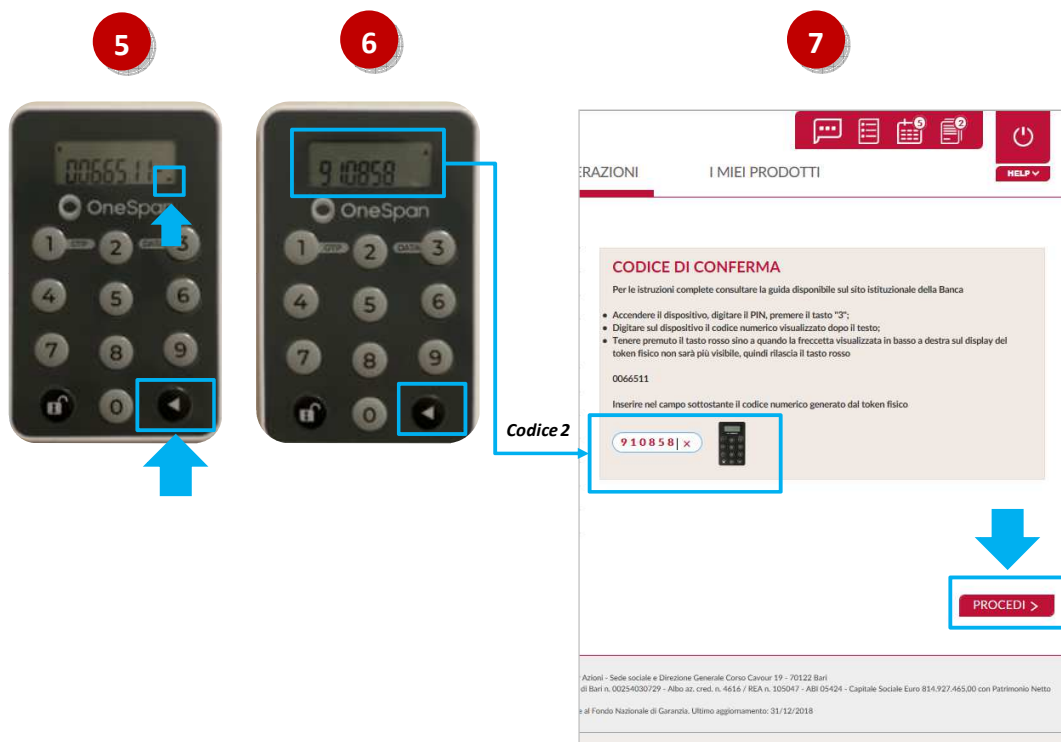 5
6
7
0066511
OneSpan
1 OTP 2 DATA 3
4 5 6
7 8 9
0
910858
OneSpan
1 OTP 2 DATA 3
4 5 6
7 8 9
0
Codice 2
5
2
ERAZIONI I MIEI PRODOTTI
HELP
CODICE DI CONFERMA
Per le istruzioni complete consultare la guida disponibile sul sito istituzionale della Banca
• Accendere il dispositivo, digitare il PIN, premere il tasto "3";
• Digitare sul dispositivo il codice numerico visualizzato dopo il testo;
• Tenere premuto il tasto rosso sino a quando la freccetta visualizzata in basso a destra sul display del
token fisico non sarà più visibile, quindi rilascia il tasto rosso
0066511
Inserire nel campo sottostante il codice numerico generato dal token fisico
910858
PROCEDI >
Azioni - Sede sociale e Direzione Generale Corso Cavour 19 - 70122 Bari
di Bari n. 00254030729 - Albo az. cred. n. 4616 / REA n. 105047 - ABI 05424 - Capitale Sociale Euro 814.927.465,00 con Patrimonio Netto
e al Fondo Nazionale di Garanzia. Ultimo aggiornamento: 31/12/2018